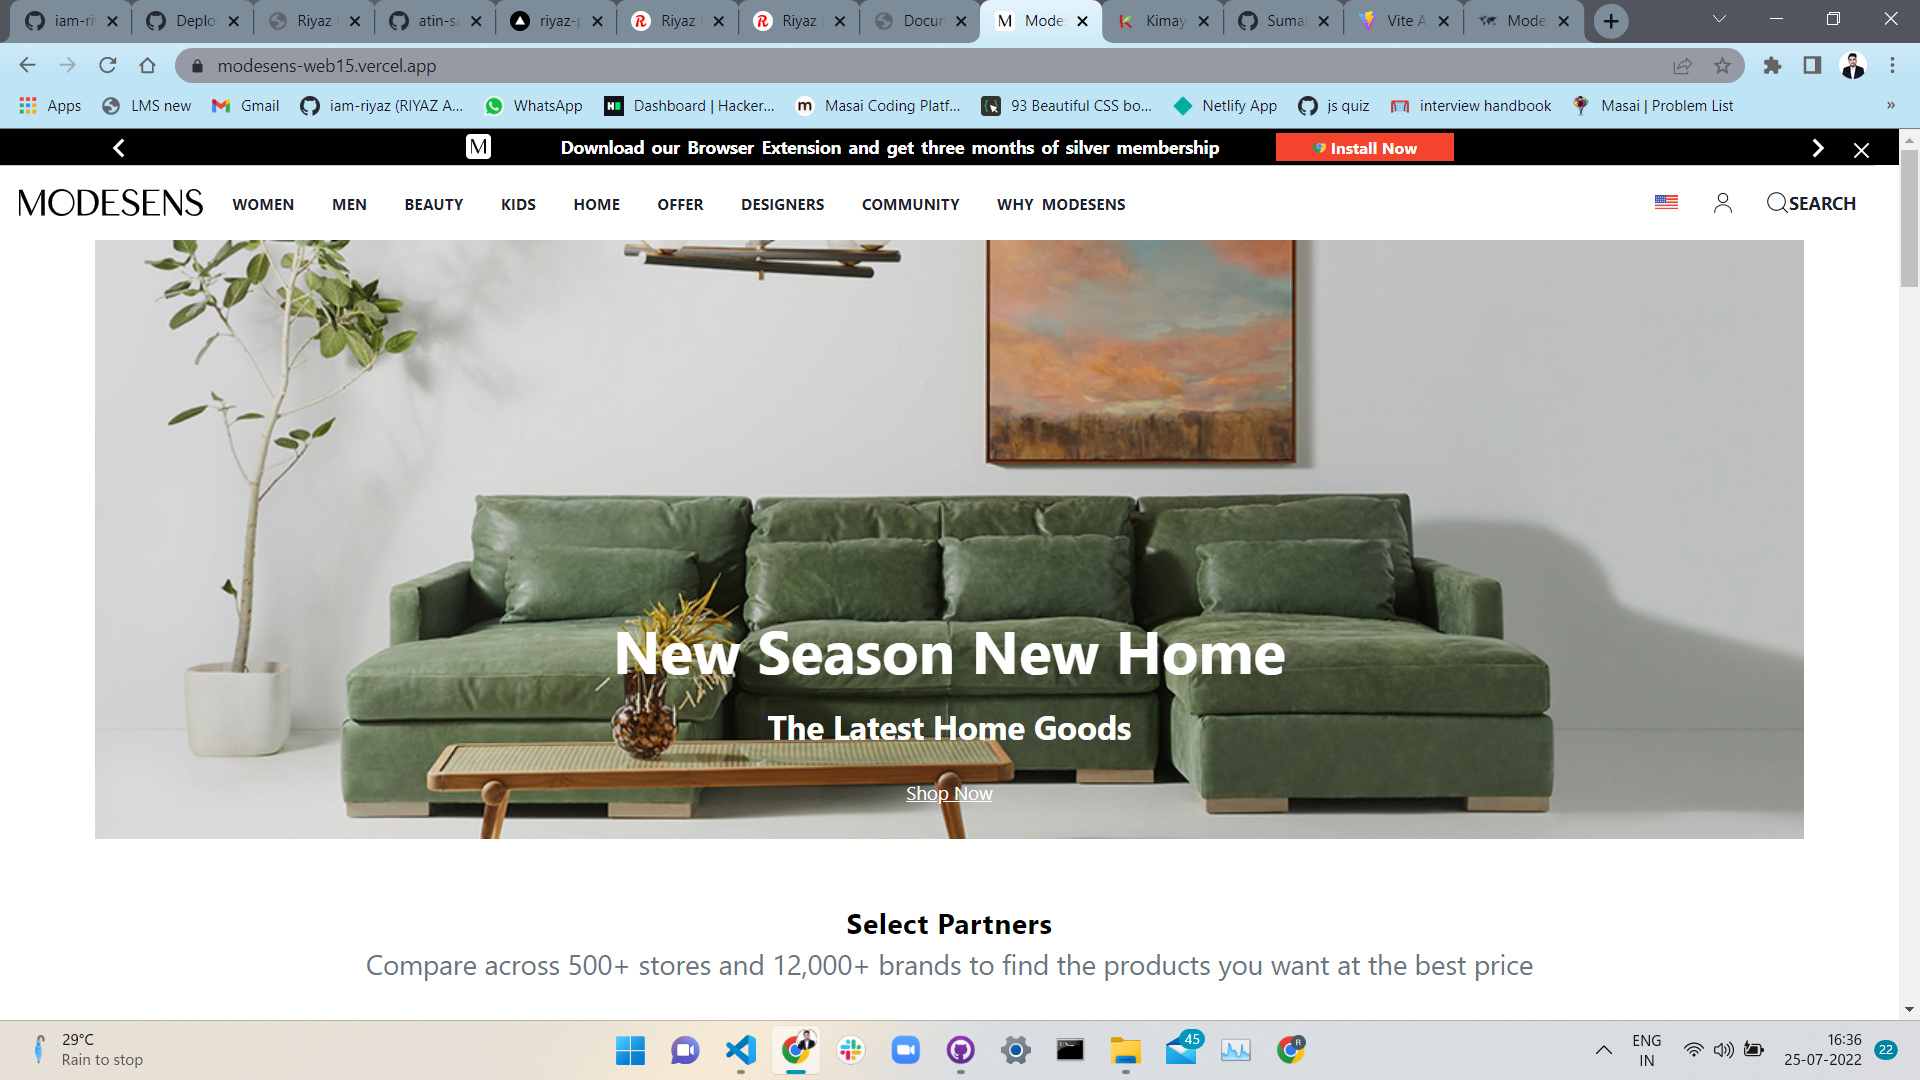 iam-ri
Deplo
Riyaz
atin-sa
riyaz-p
Riyaz
Riyaz
Docun
Modes
Kimay
Sumar
Vite A
Mode
modesens-web15.vercel.app
Apps
LMS new
Gmail
iam-riyaz (RIYAZ A...
WhatsApp
Dashboard | Hacker...
Masai Coding Platf...
93 Beautiful CSS bo...
Netlify App
js quiz
interview handbook
Masai | Problem List
»
M Download our Browser Extension and get three months of silver membership Install Now
MODESENS WOMEN MEN BEAUTY KIDS HOME OFFER DESIGNERS COMMUNITY WHY MODESENS SEARCH
New Season New Home
The Latest Home Goods
Shop Now
Select Partners
Compare across 500+ stores and 12,000+ brands to find the products you want at the best price
29°C
Rain to stop
45
R
ENG
IN
16:36
25-07-2022
22